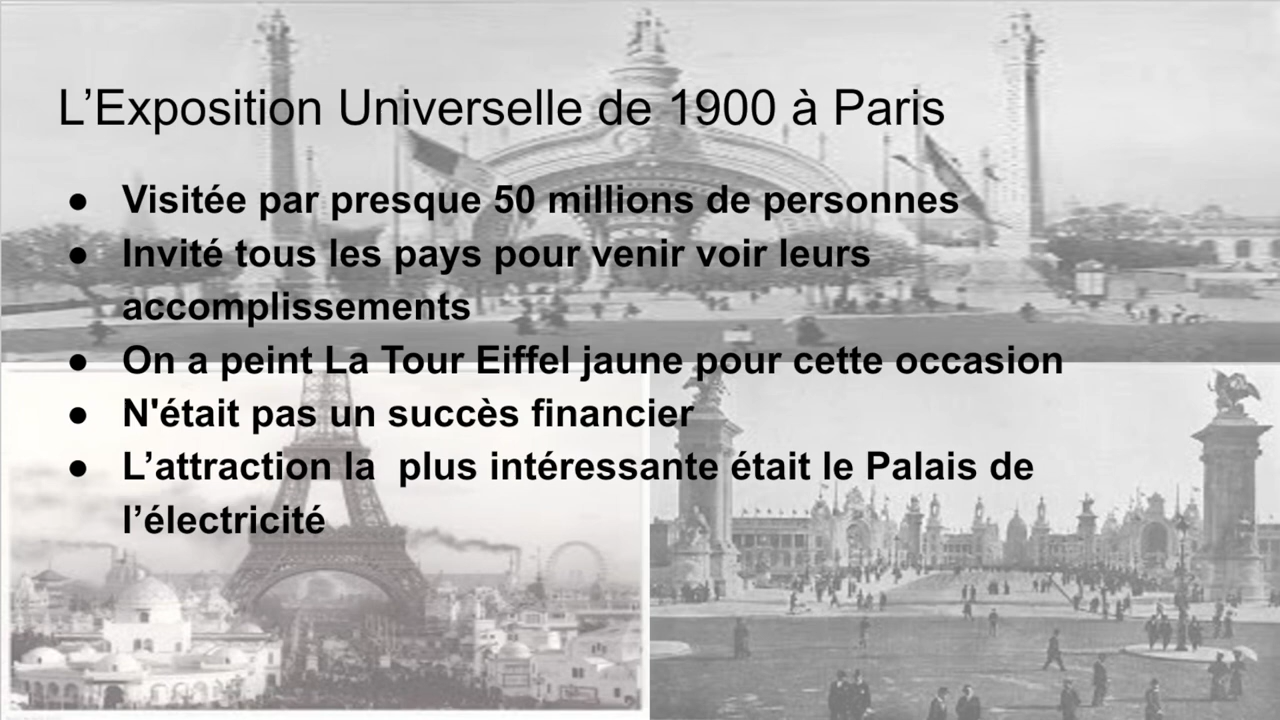 L’Exposition Universelle de 1900 à Paris
● Visitée par presque 50 millions de personnes
● Invité tous les pays pour venir voir leurs
accomplissements
● On a peint La Tour Eiffel jaune pour cette occasion
● N'était pas un succès financier
● L’attraction la  plus intéressante était le Palais de
l’électricité